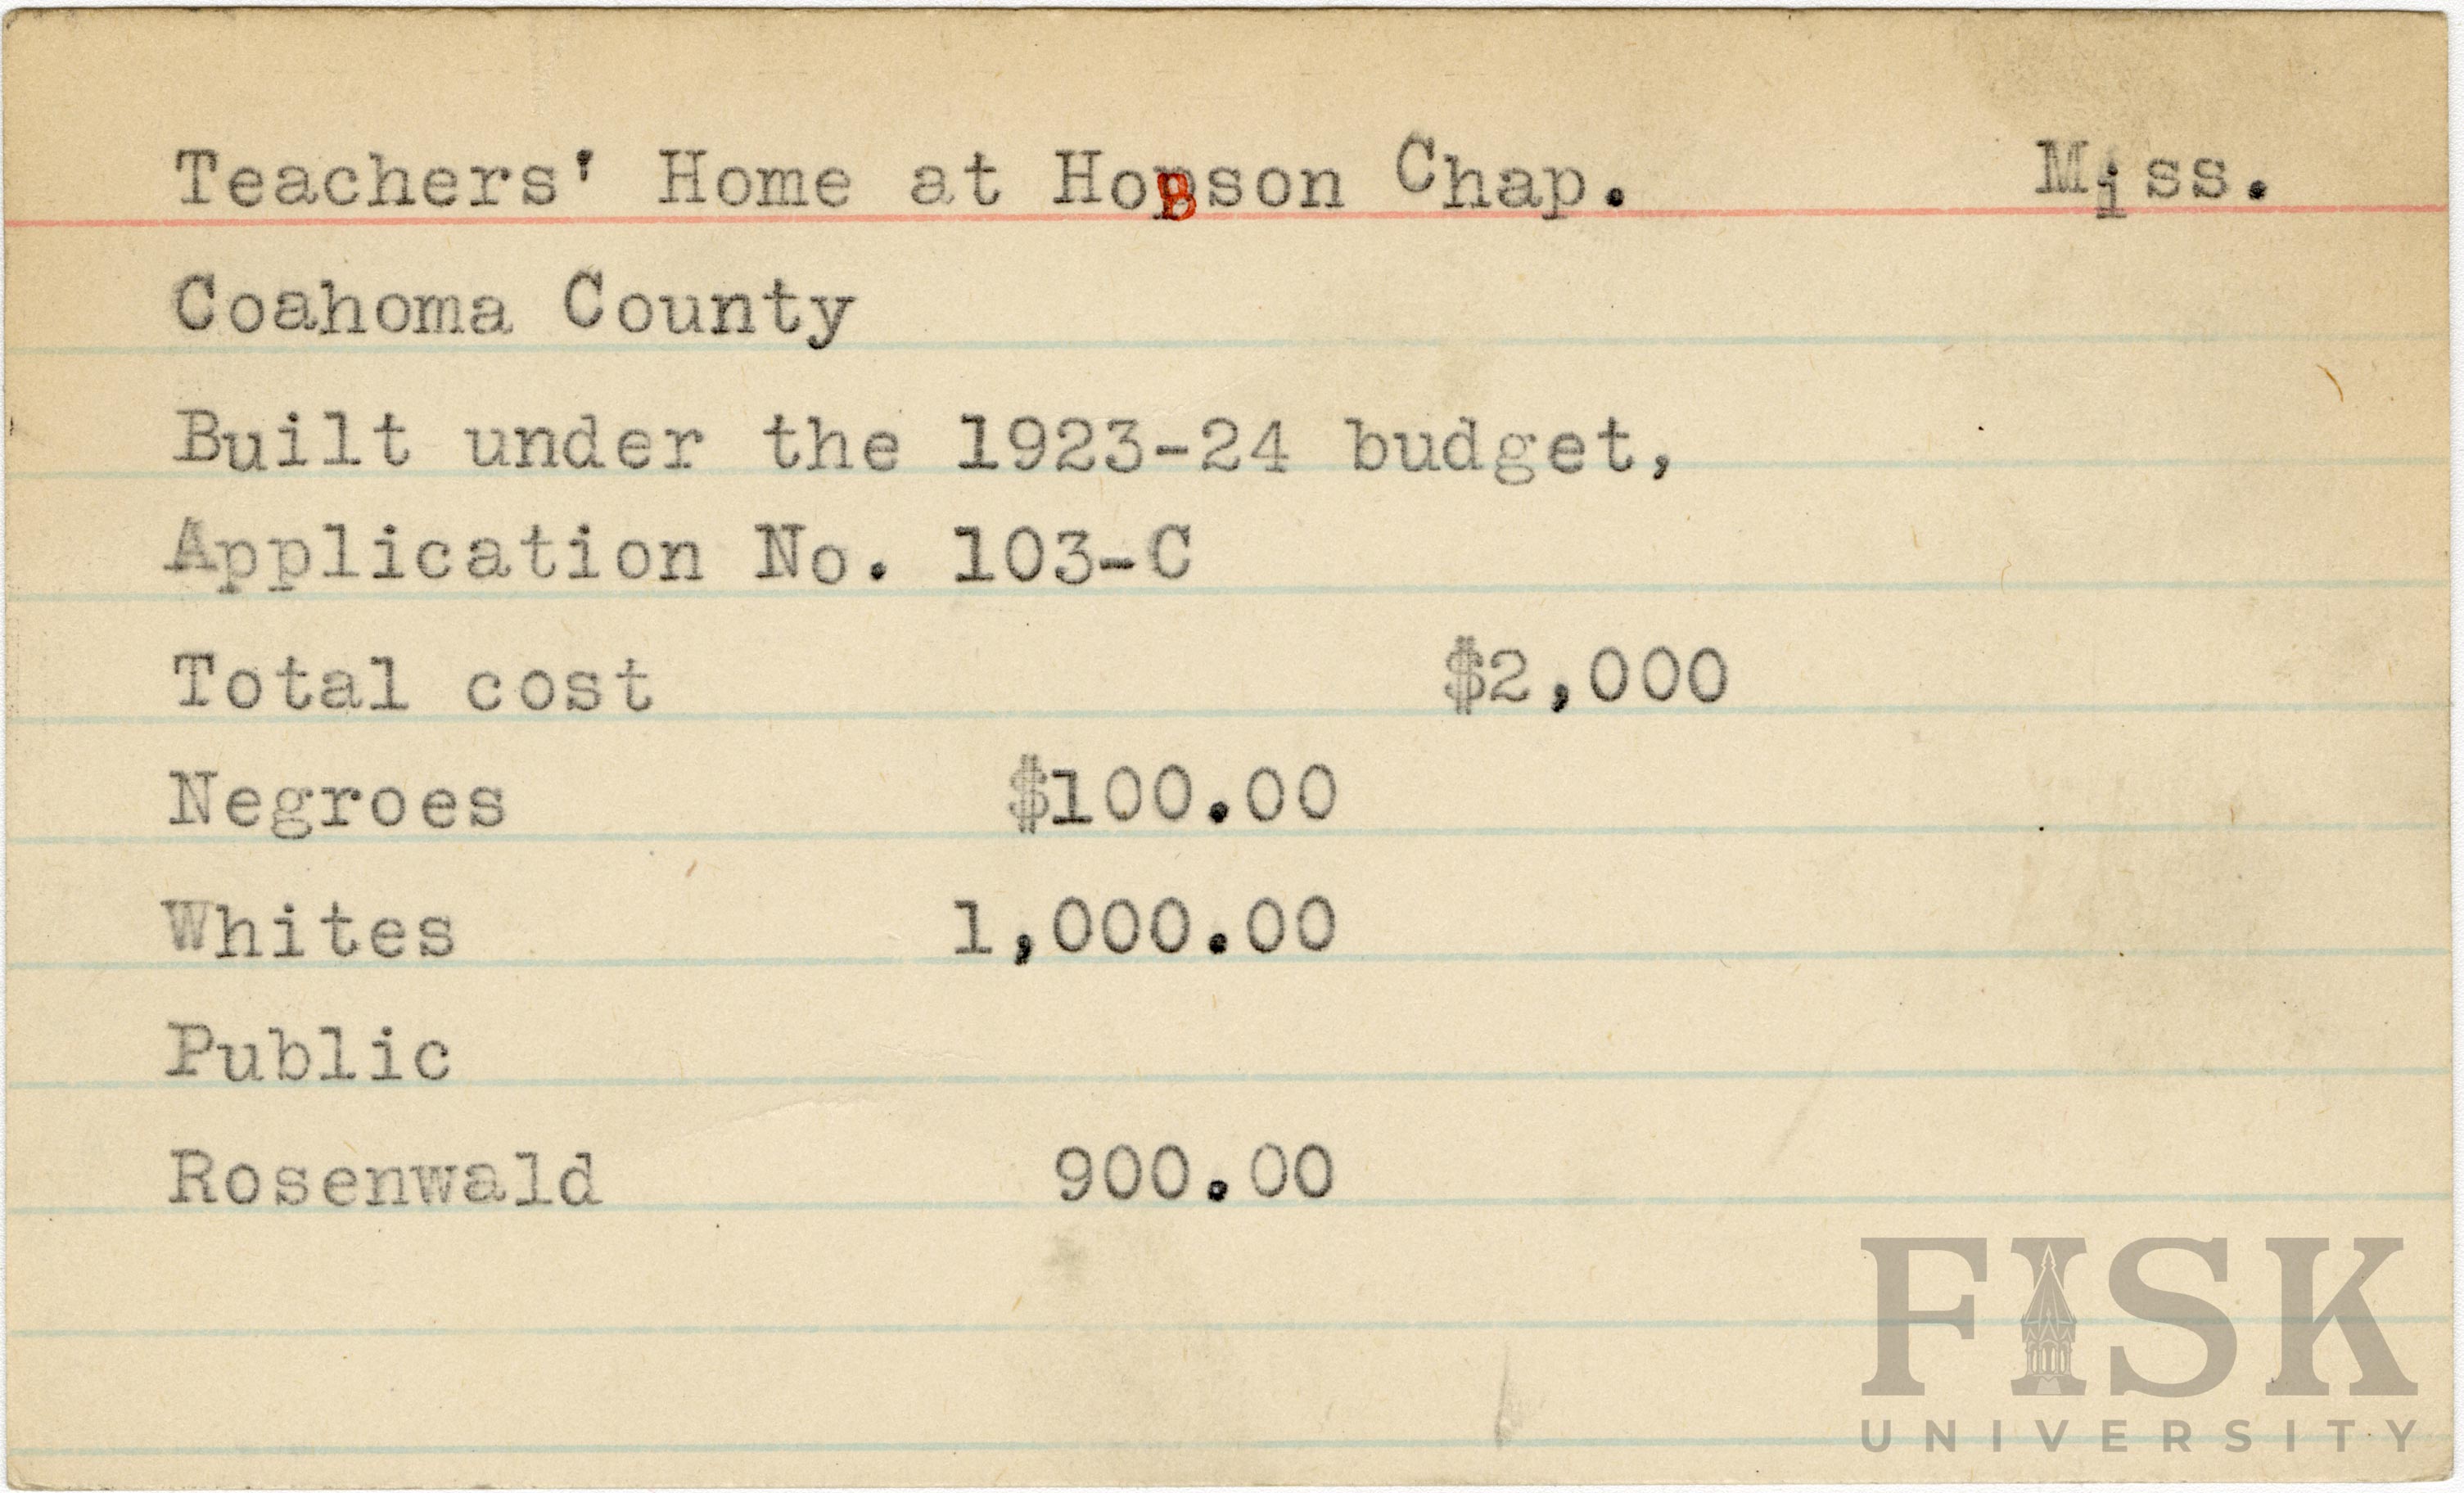 Teachers' Home at HoBson Chap. Miss.
Coahoma County
Built under the 1923-24 budget,
Application No. 103-C
Total cost $2,000
Negroes $100.00
Whites 1,000.00
Public
Rosenwald 900.00
FISK
UNIVERSITY